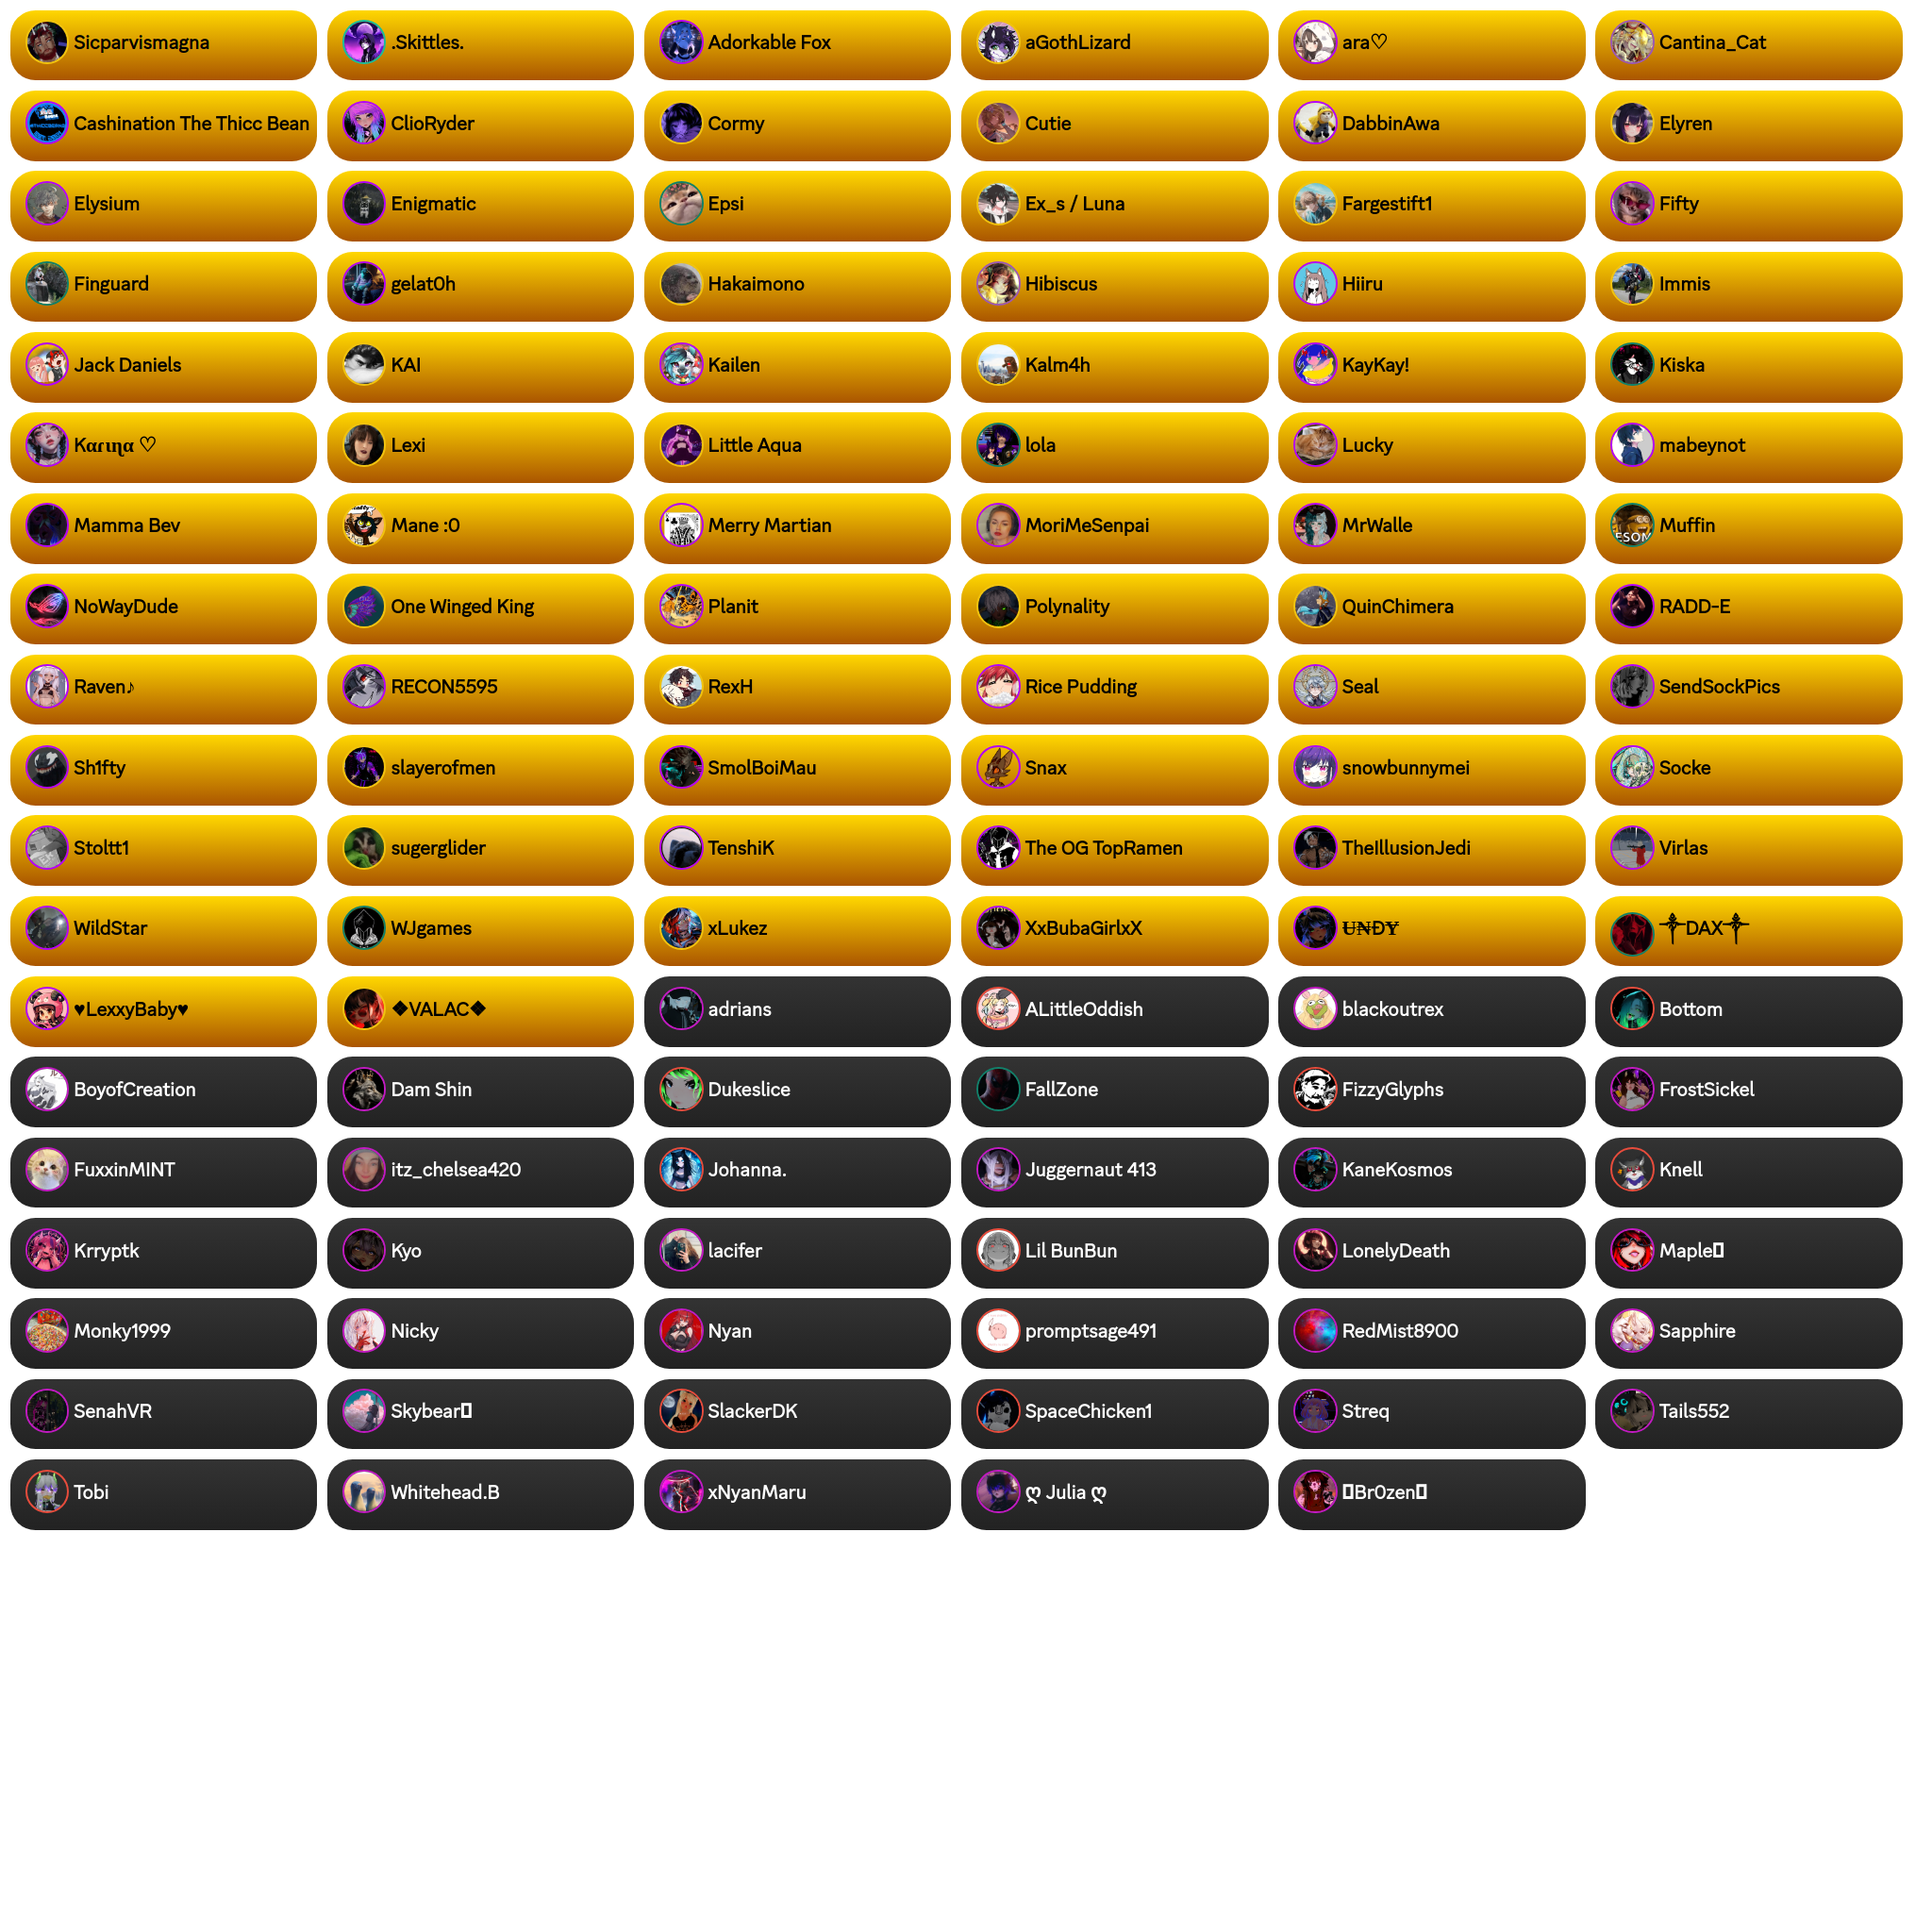 Sicparvismagna
.Skittles.
Adorkable Fox
aGothLizard
ara♡
Cantina_Cat
Cashination The Thicc Bean
ClioRyder
Cormy
Cutie
DabbinAwa
Elyren
Elysium
Enigmatic
Epsi
Ex_s / Luna
Fargestift1
Fifty
Finguard
gelat0h
Hakaimono
Hibiscus
Hiiru
Immis
Jack Daniels
KAI
Kailen
Kalm4h
KayKay!
Kiska
Kαɾιɳα ♡
Lexi
Little Aqua
lola
Lucky
mabeynot
Mamma Bev
Mane :0
Merry Martian
MoriMeSenpai
MrWalle
Muffin
NoWayDude
One Winged King
Planit
Polynality
QuinChimera
RADD-E
Raven♪
RECON5595
RexH
Rice Pudding
Seal
SendSockPics
Sh1fty
slayerofmen
SmolBoiMau
Snax
snowbunnymei
Socke
Stoltt1
sugerglider
TenshiK
The OG TopRamen
TheIllusionJedi
Virlas
WildStar
WJgames
xLukez
XxBubaGirlxX
U̶N̶ĐY̶
༒DAX༒
♥LexxyBaby♥
❖VALAC❖
adrians
ALittleOddish
blackoutrex
Bottom
BoyofCreation
Dam Shin
Dukeslice
FallZone
FizzyGlyphs
FrostSickel
FuxxinMINT
itz_chelsea420
Johanna.
Juggernaut 413
KaneKosmos
Knell
Krryptk
Kyo
lacifer
Lil BunBun
LonelyDeath
Maple
Monky1999
Nicky
Nyan
promptsage491
RedMist8900
Sapphire
SenahVR
Skybear
SlackerDK
SpaceChicken1
Streq
Tails552
Tobi
Whitehead.B
xNyanMaru
ღ Julia ღ
Br0zen